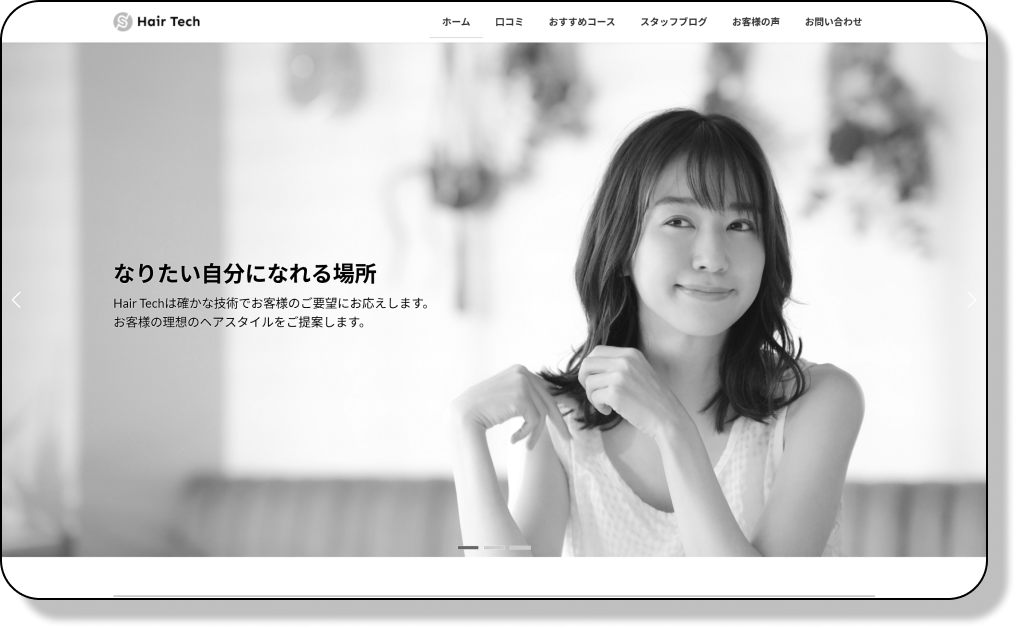 Hair Tech
ホーム
口コミ
おすすめコース
スタッフブログ
お客様の声
お問い合わせ
なりたい自分になれる場所
Hair Techは確かな技術でお客様のご要望にお応えします。
お客様の理想のヘアスタイルをご提案します。